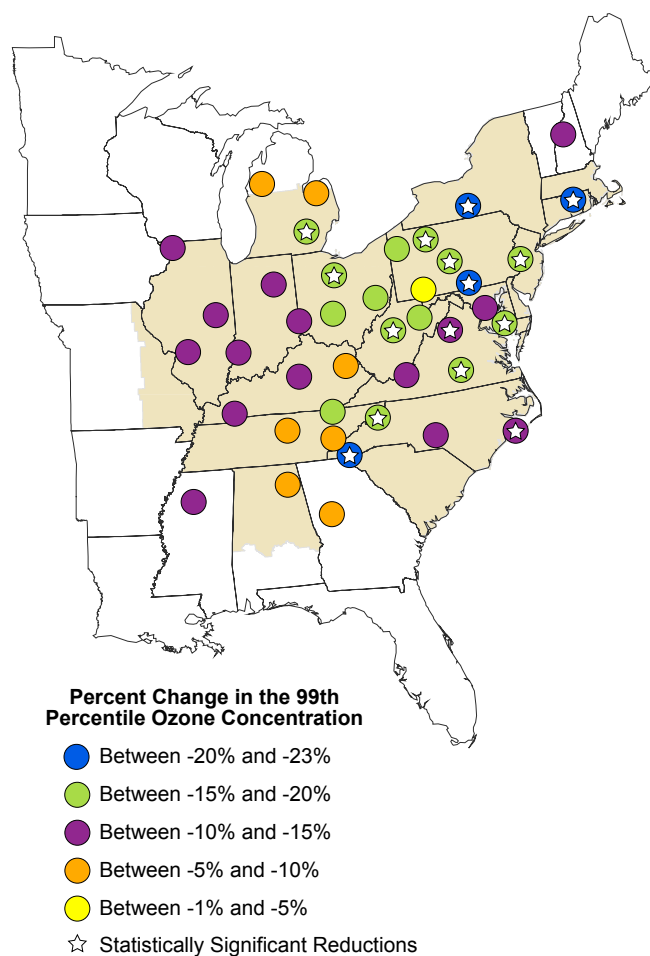 Percent Change in the 99th
Percentile Ozone Concentration
Between -20% and -23%
Between -15% and -20%
Between -10% and -15%
Between -5% and -10%
Between -1% and -5%
Statistically Significant Reductions